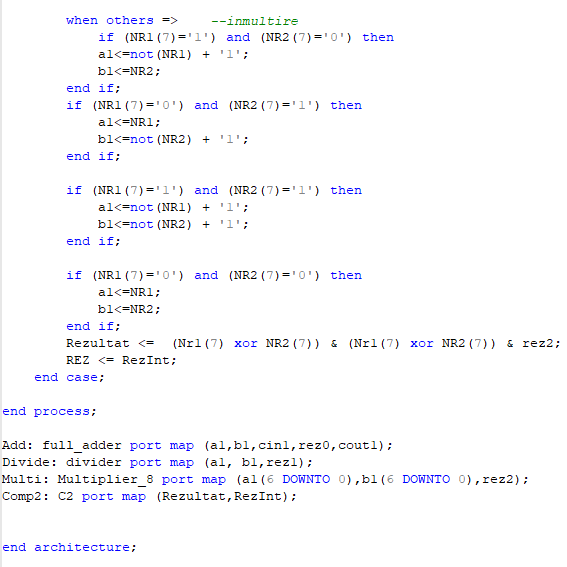 when others =>    --inmultire
if (NR1(7)='1') and (NR2(7)='0') then
a1<=not(NR1) + '1';
b1<=NR2;
end if;
if (NR1(7)='0') and (NR2(7)='1') then
a1<=NR1;
b1<=not(NR2) + '1';
end if;
if (NR1(7)='1') and (NR2(7)='1') then
a1<=not(NR1) + '1';
b1<=not(NR2) + '1';
end if;
if (NR1(7)='0') and (NR2(7)='0') then
a1<=NR1;
b1<=NR2;
end if;
Rezultat <=  (Nr1(7) xor NR2(7)) & (Nr1(7) xor NR2(7)) & rez2;
REZ <= RezInt;
end case;
end process;
Add: full_adder port map (a1,b1,cin1,rez0,cout1);
Divide: divider port map (a1, b1,rez1);
Multi: Multiplier_8 port map (a1(6 DOWNTO 0),b1(6 DOWNTO 0),rez2);
Comp2: C2 port map (Rezultat,RezInt);
end architecture;